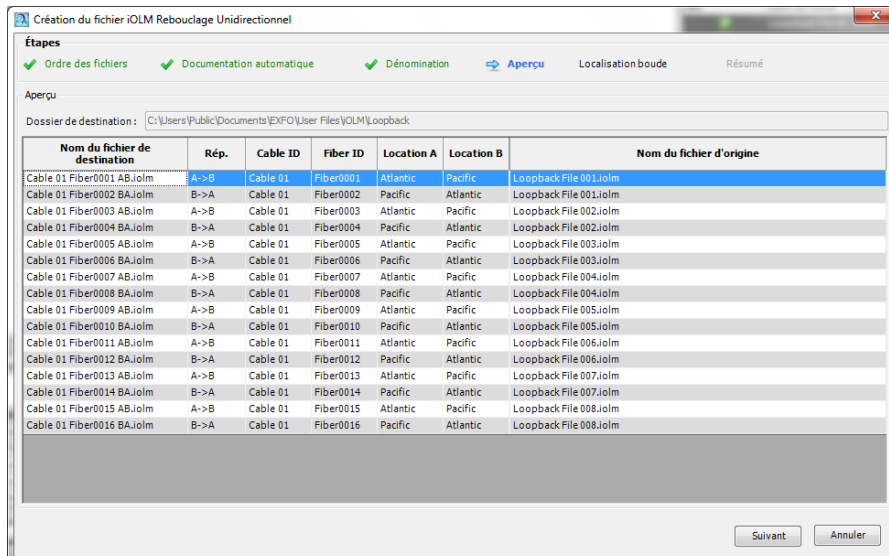 Création du fichier iOLM Rebouclage Unidirectionnel
Étapes
Ordre des fichiers Documentation automatique Dénomination Aperçu Localisation boude Résumé
Aperçu
Dossier de destination : C:\Users\Public\Documents\EXFO\User Files\iOLM\Loopback
Nom du fichier de destination Rép. Cable ID Fiber ID Location A Location B Nom du fichier d'origine
Cable 01 Fiber0001 AB.iolm A->B Cable 01 Fiber0001 Atlantic Pacific Loopback File 001.iolm
Cable 01 Fiber0002 BA.iolm B->A Cable 01 Fiber0002 Pacific Atlantic Loopback File 001.iolm
Cable 01 Fiber0003 AB.iolm A->B Cable 01 Fiber0003 Atlantic Pacific Loopback File 002.iolm
Cable 01 Fiber0004 BA.iolm B->A Cable 01 Fiber0004 Pacific Atlantic Loopback File 002.iolm
Cable 01 Fiber0005 AB.iolm A->B Cable 01 Fiber0005 Atlantic Pacific Loopback File 003.iolm
Cable 01 Fiber0006 BA.iolm B->A Cable 01 Fiber0006 Pacific Atlantic Loopback File 003.iolm
Cable 01 Fiber0007 AB.iolm A->B Cable 01 Fiber0007 Atlantic Pacific Loopback File 004.iolm
Cable 01 Fiber0008 BA.iolm B->A Cable 01 Fiber0008 Pacific Atlantic Loopback File 004.iolm
Cable 01 Fiber0009 AB.iolm A->B Cable 01 Fiber0009 Atlantic Pacific Loopback File 005.iolm
Cable 01 Fiber0010 BA.iolm B->A Cable 01 Fiber0010 Pacific Atlantic Loopback File 005.iolm
Cable 01 Fiber0011 AB.iolm A->B Cable 01 Fiber0011 Atlantic Pacific Loopback File 006.iolm
Cable 01 Fiber0012 BA.iolm B->A Cable 01 Fiber0012 Pacific Atlantic Loopback File 006.iolm
Cable 01 Fiber0013 AB.iolm A->B Cable 01 Fiber0013 Atlantic Pacific Loopback File 007.iolm
Cable 01 Fiber0014 BA.iolm B->A Cable 01 Fiber0014 Pacific Atlantic Loopback File 007.iolm
Cable 01 Fiber0015 AB.iolm A->B Cable 01 Fiber0015 Atlantic Pacific Loopback File 008.iolm
Cable 01 Fiber0016 BA.iolm B->A Cable 01 Fiber0016 Pacific Atlantic Loopback File 008.iolm
Suivant Annuler